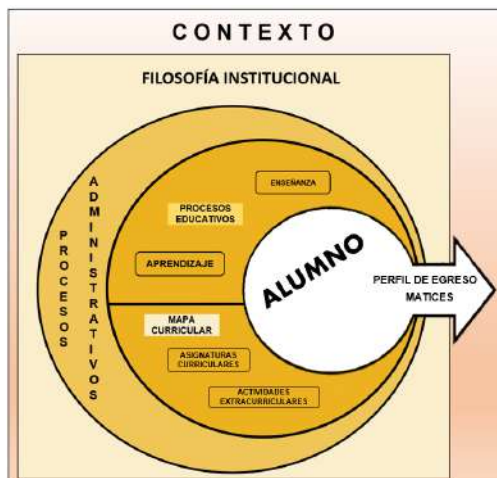 CONTEXTO
FILOSOFÍA INSTITUCIONAL
PROCESOS
ADMINISTRATIVOS
ENSEÑANZA
PROCESOS
EDUCATIVOS
APRENDIZAJE
ALUMNO
PERFIL DE EGRESO
MATICES
MAPA
CURRICULAR
ASIGNATURAS
CURRICULARES
ACTIVIDADES
EXTRACURRICULARES